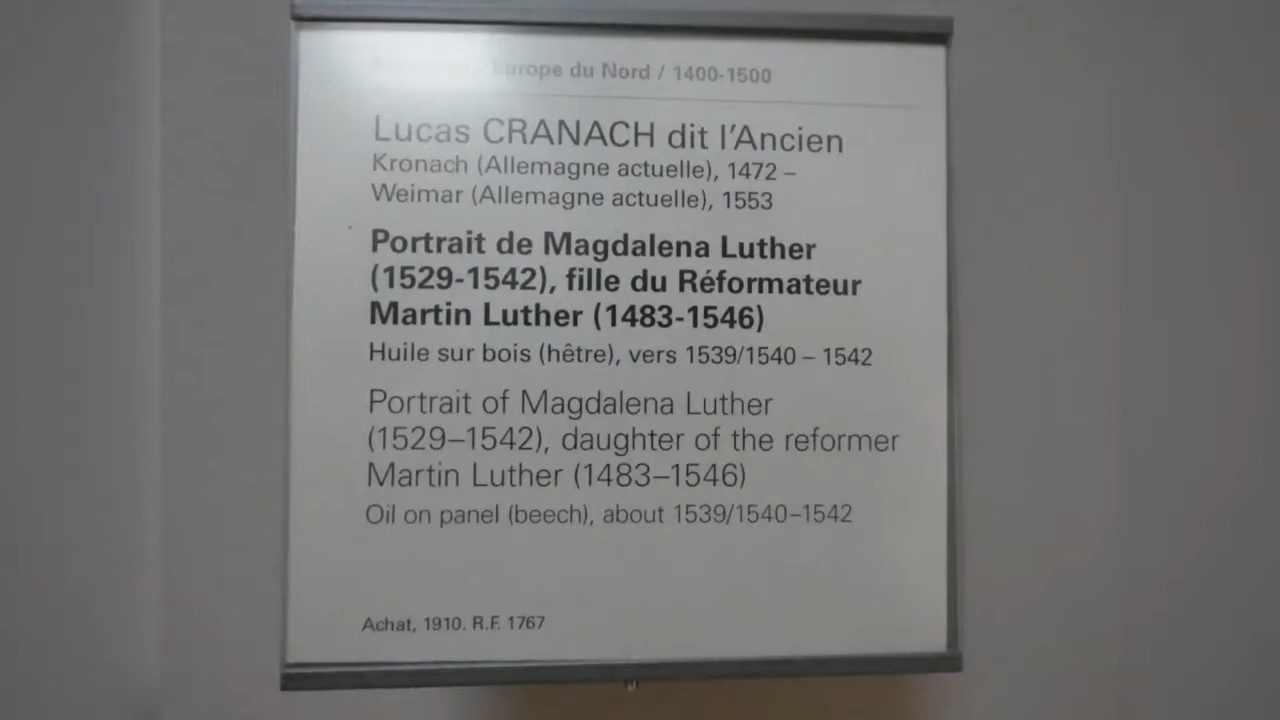 Europe du Nord / 1400-1500
Lucas CRANACH dit l'Ancien
Kronach (Allemagne actuelle), 1472 –
Weimar (Allemagne actuelle), 1553
Portrait de Magdalena Luther
(1529-1542), fille du Réformateur
Martin Luther (1483-1546)
Huile sur bois (hêtre), vers 1539/1540 – 1542
Portrait of Magdalena Luther
(1529–1542), daughter of the reformer
Martin Luther (1483–1546)
Oil on panel (beech), about 1539/1540–1542
Achat, 1910. R.F. 1767